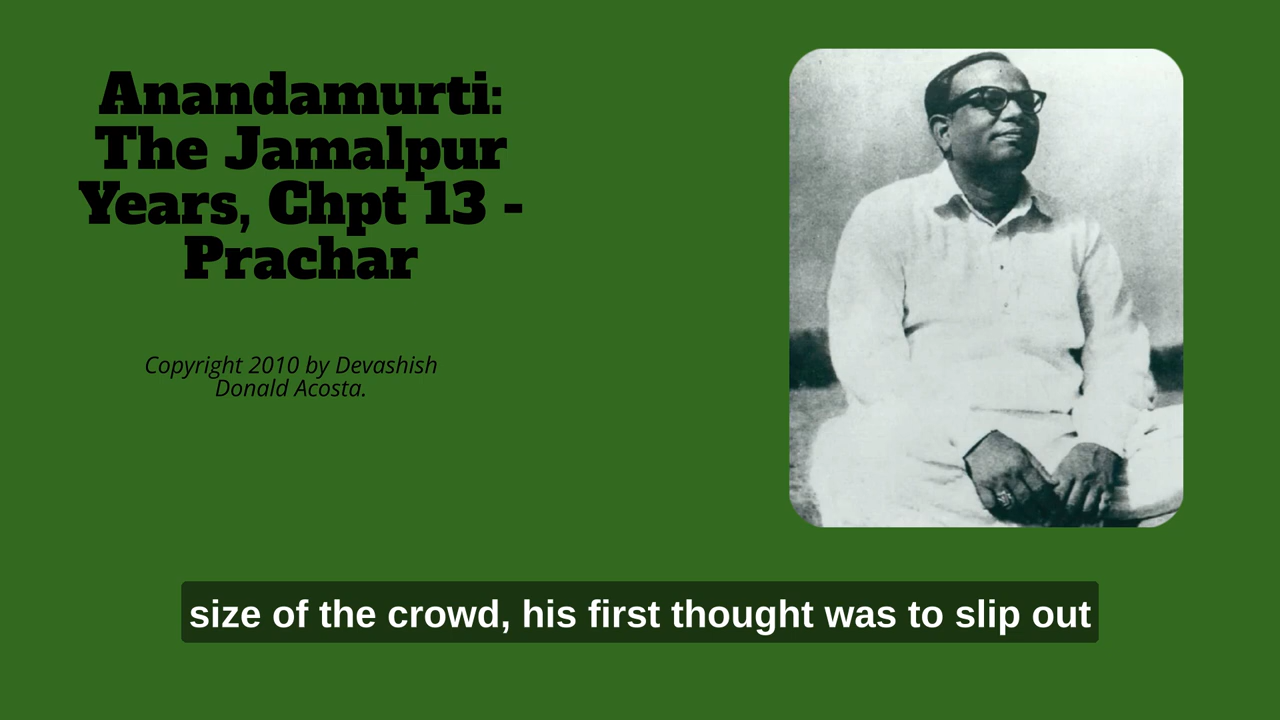 Anandamurti:
The Jamalpur
Years, Chpt 13 -
Prachar
Copyright 2010 by Devashish
Donald Acosta.
size of the crowd, his first thought was to slip out